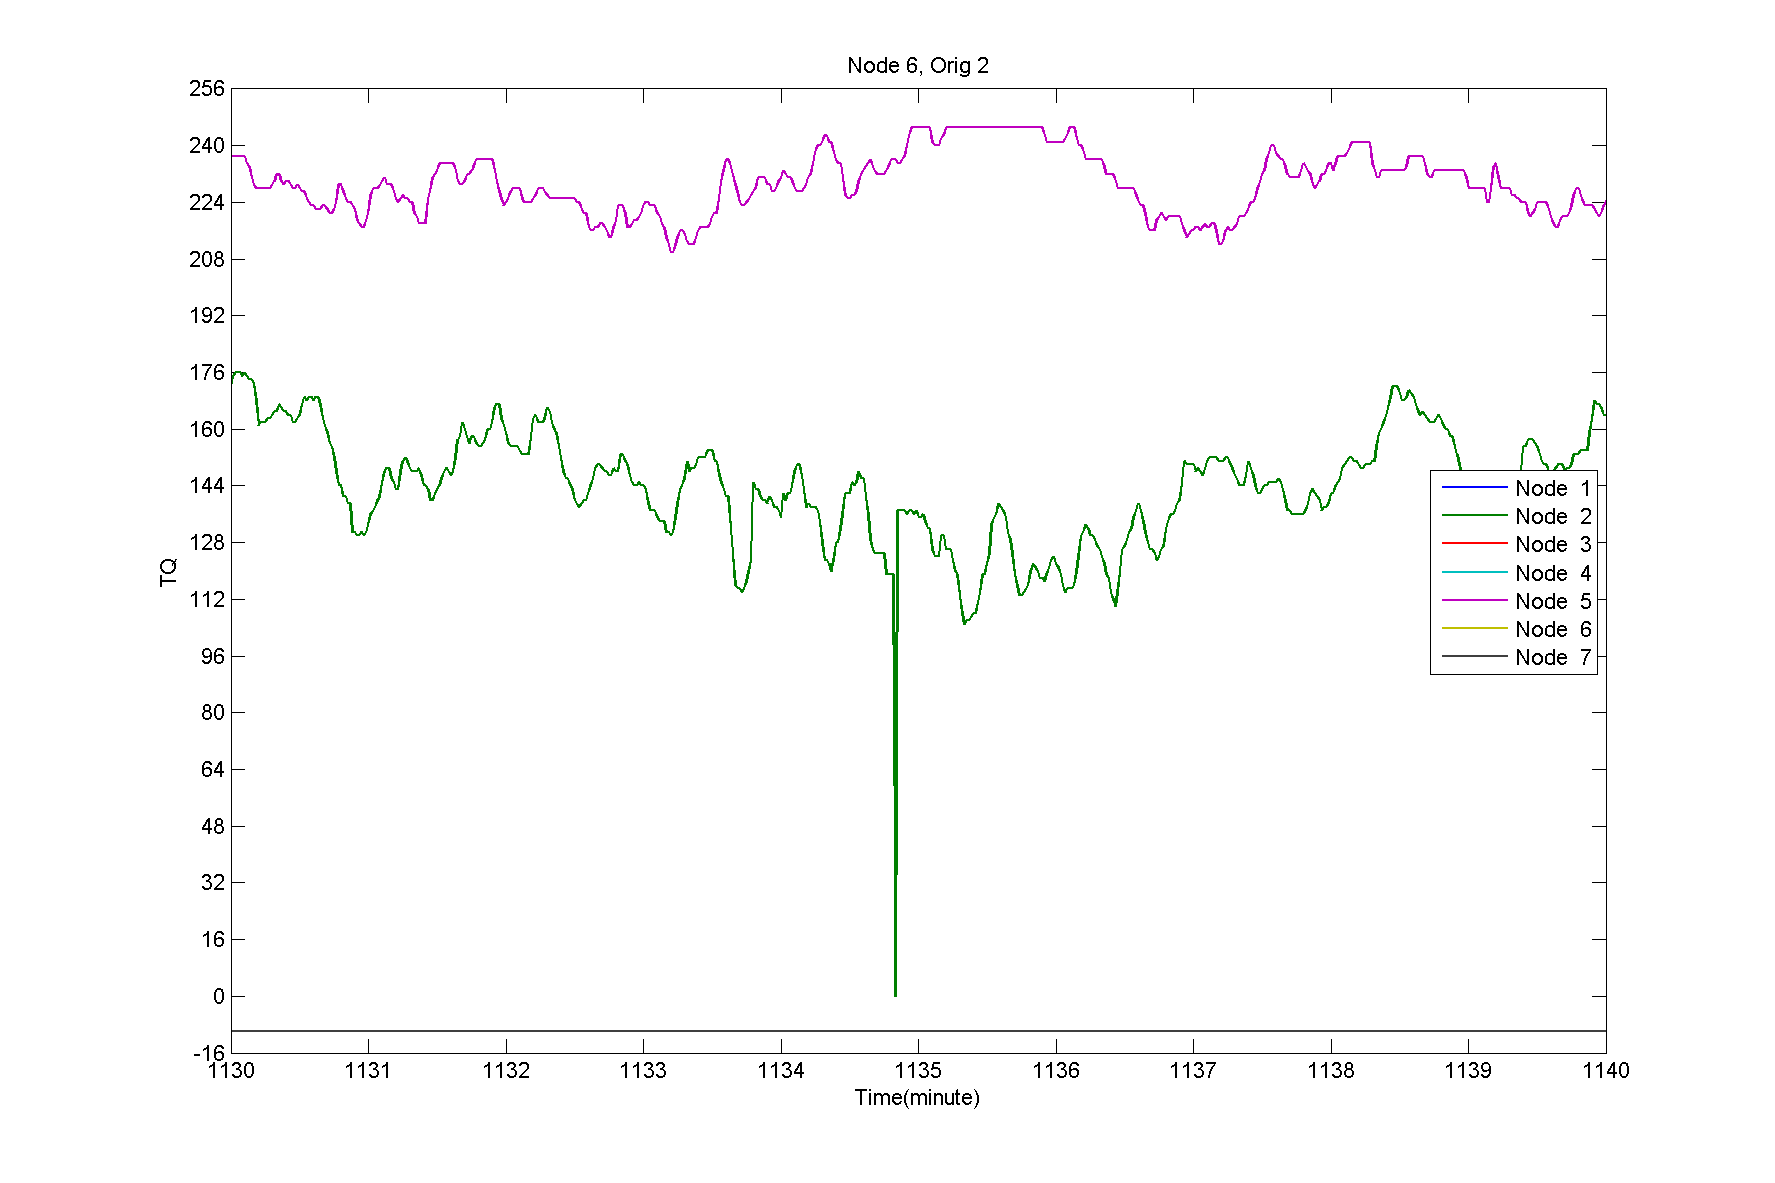 Node 6, Orig 2
256
240
224
208
192
176
160
144
128
112
96
80
64
48
32
16
0
-16
TQ
Node 1
Node 2
Node 3
Node 4
Node 5
Node 6
Node 7
1130 1131 1132 1133 1134 1135 1136 1137 1138 1139 1140
Time(minute)